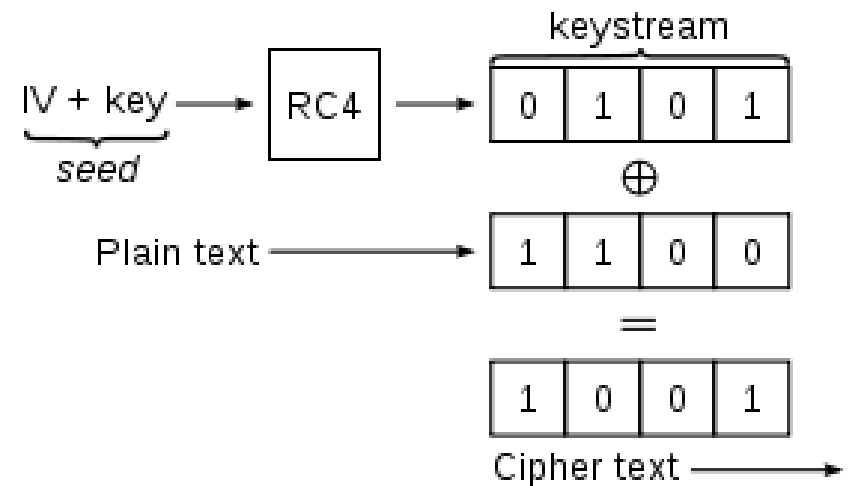 keystream
IV + key RC4 0 1 0 1
seed
⊕
Plain text 1 1 0 0
=
1 0 0 1
Cipher text